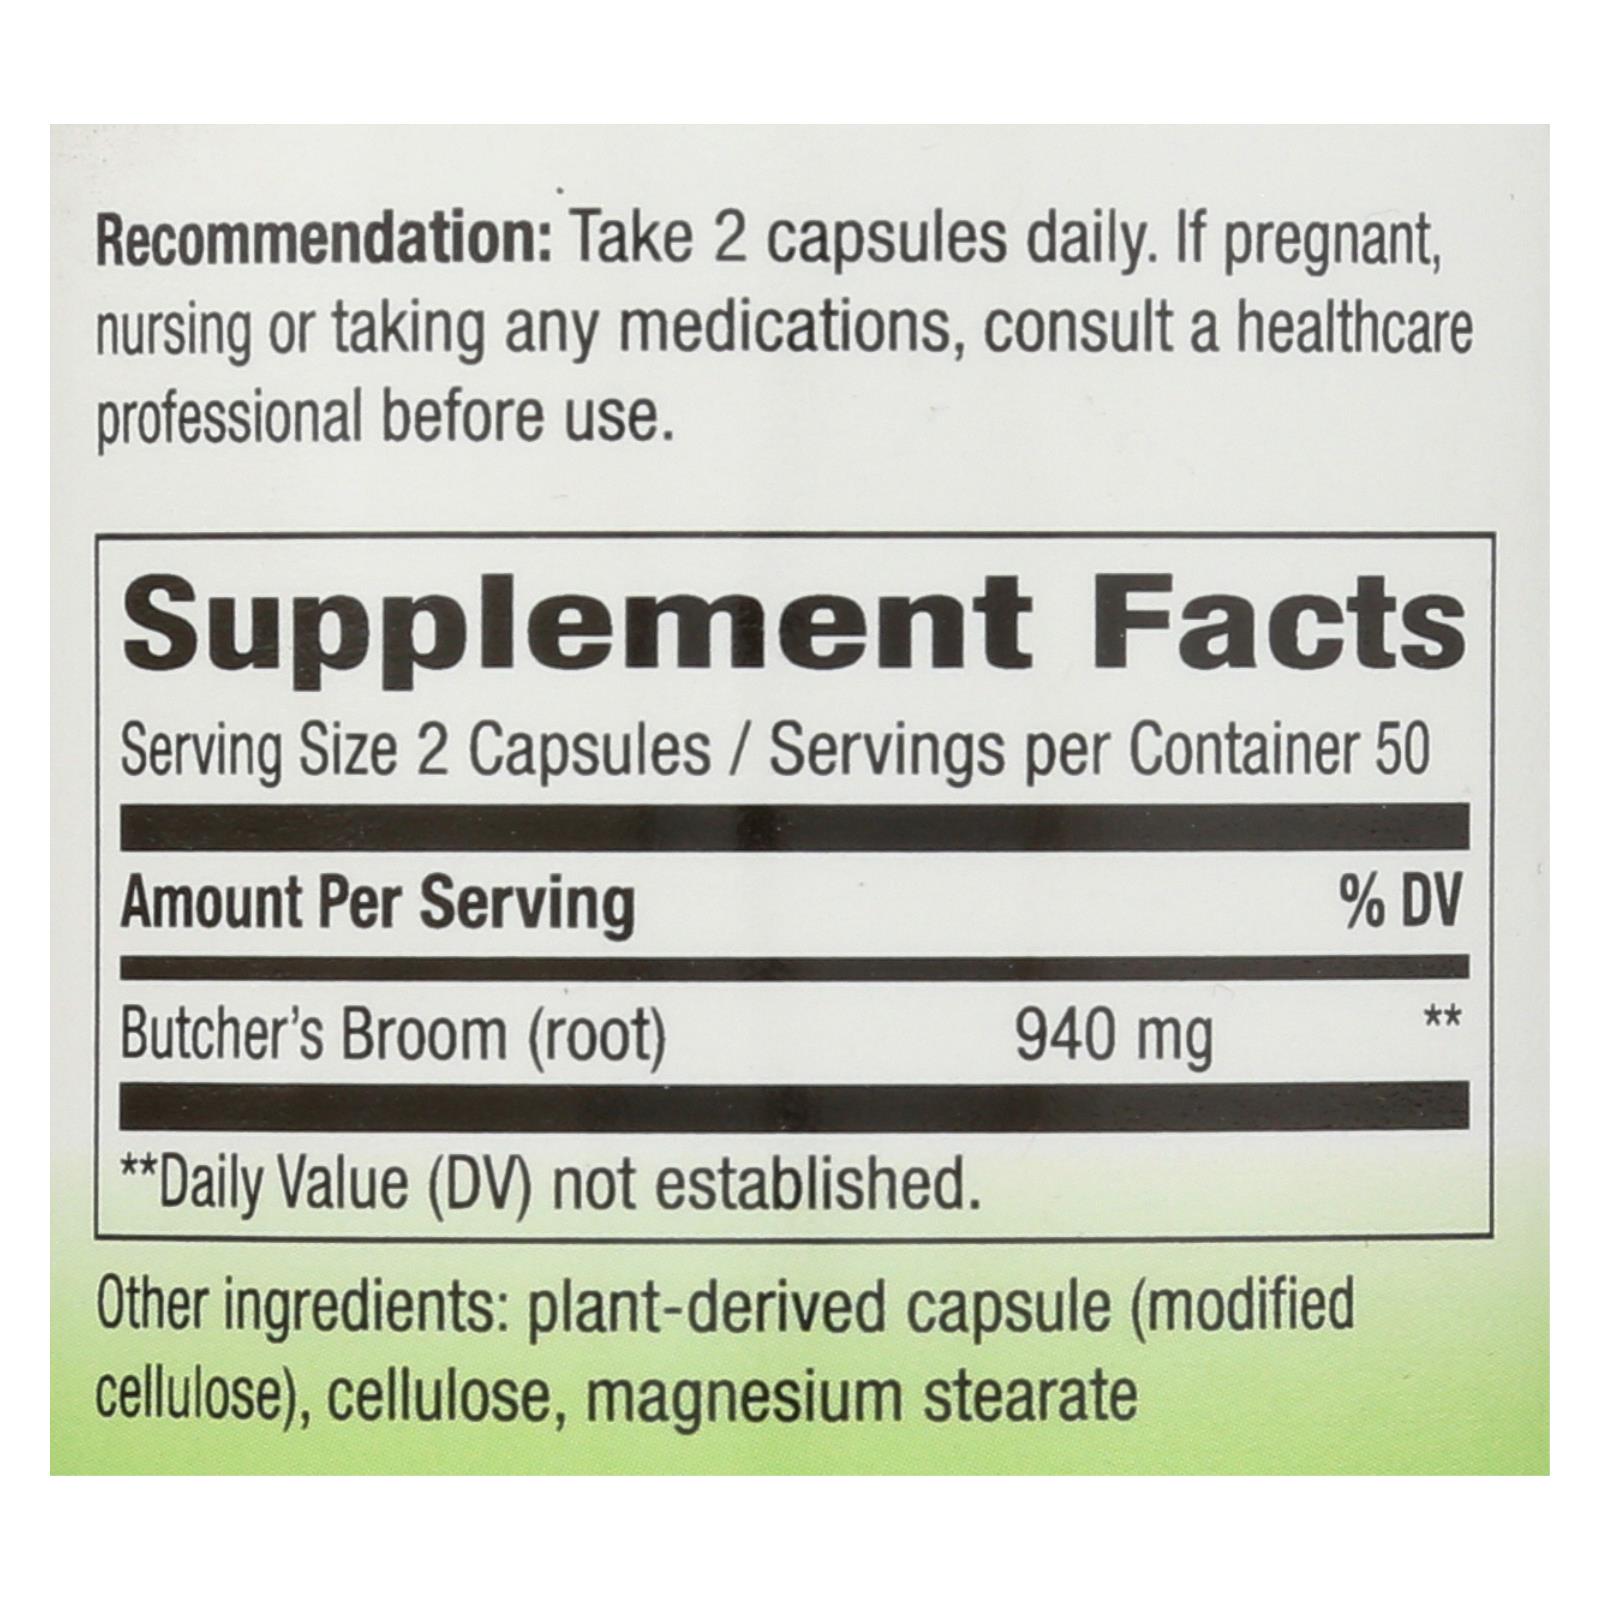 Recommendation: Take 2 capsules daily. If pregnant,
nursing or taking any medications, consult a healthcare
professional before use.
Supplement Facts
Serving Size 2 Capsules / Servings per Container 50
Amount Per Serving % DV
Butcher’s Broom (root) 940 mg **
**Daily Value (DV) not established.
Other ingredients: plant-derived capsule (modified
cellulose), cellulose, magnesium stearate